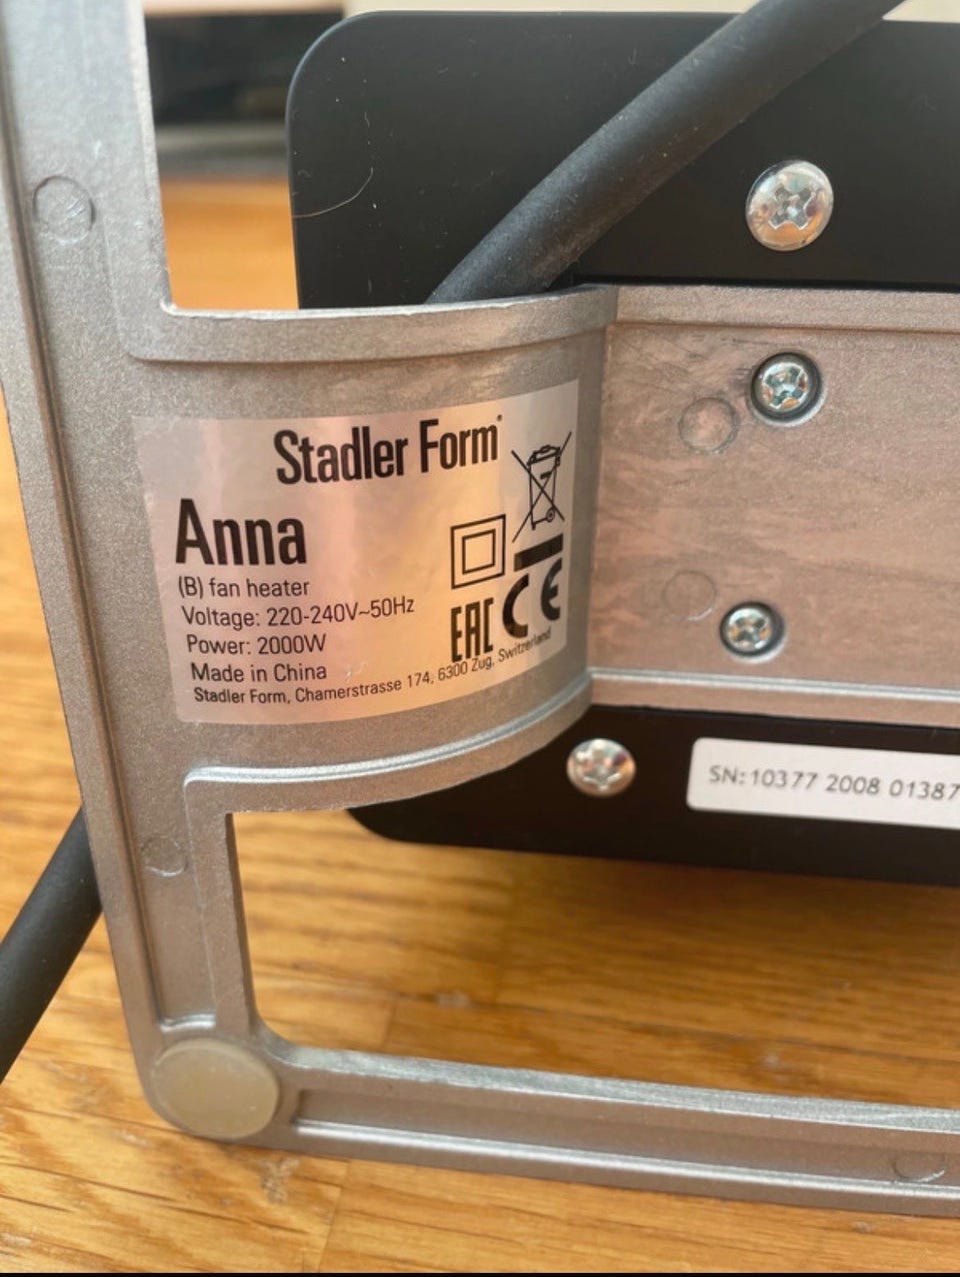 Stadler Form®
Anna
(B) fan heater
Voltage: 220-240V~50Hz
Power: 2000W
Made in China
Stadler Form, Chamerstrasse 174, 6300 Zug, Switzerland
EAC
CE
SN: 10377 2008 01387